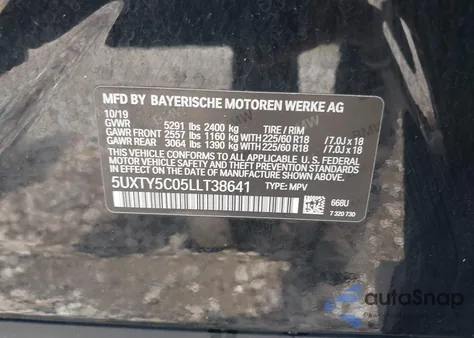 MFD BY BAYERISCHE MOTOREN WERKE AG
10/19
GVWR 5291 lbs 2400 kg TIRE / RIM
GAWR FRONT 2557 lbs 1160 kg WITH 225/60 R18 /7.0J x 18
GAWR REAR 3064 lbs 1390 kg WITH 225/60 R18 /7.0J x 18
THIS VEHICLE CONFORMS TO ALL APPLICABLE U.S. FEDERAL MOTOR
VEHICLE SAFETY AND THEFT PREVENTION STANDARDS IN EFFECT
ON THE DATE OF MANUFACTURE SHOWN ABOVE.
5UXTY5C05LLT38641 TYPE: MPV
668U
7 320 730
autoSnap